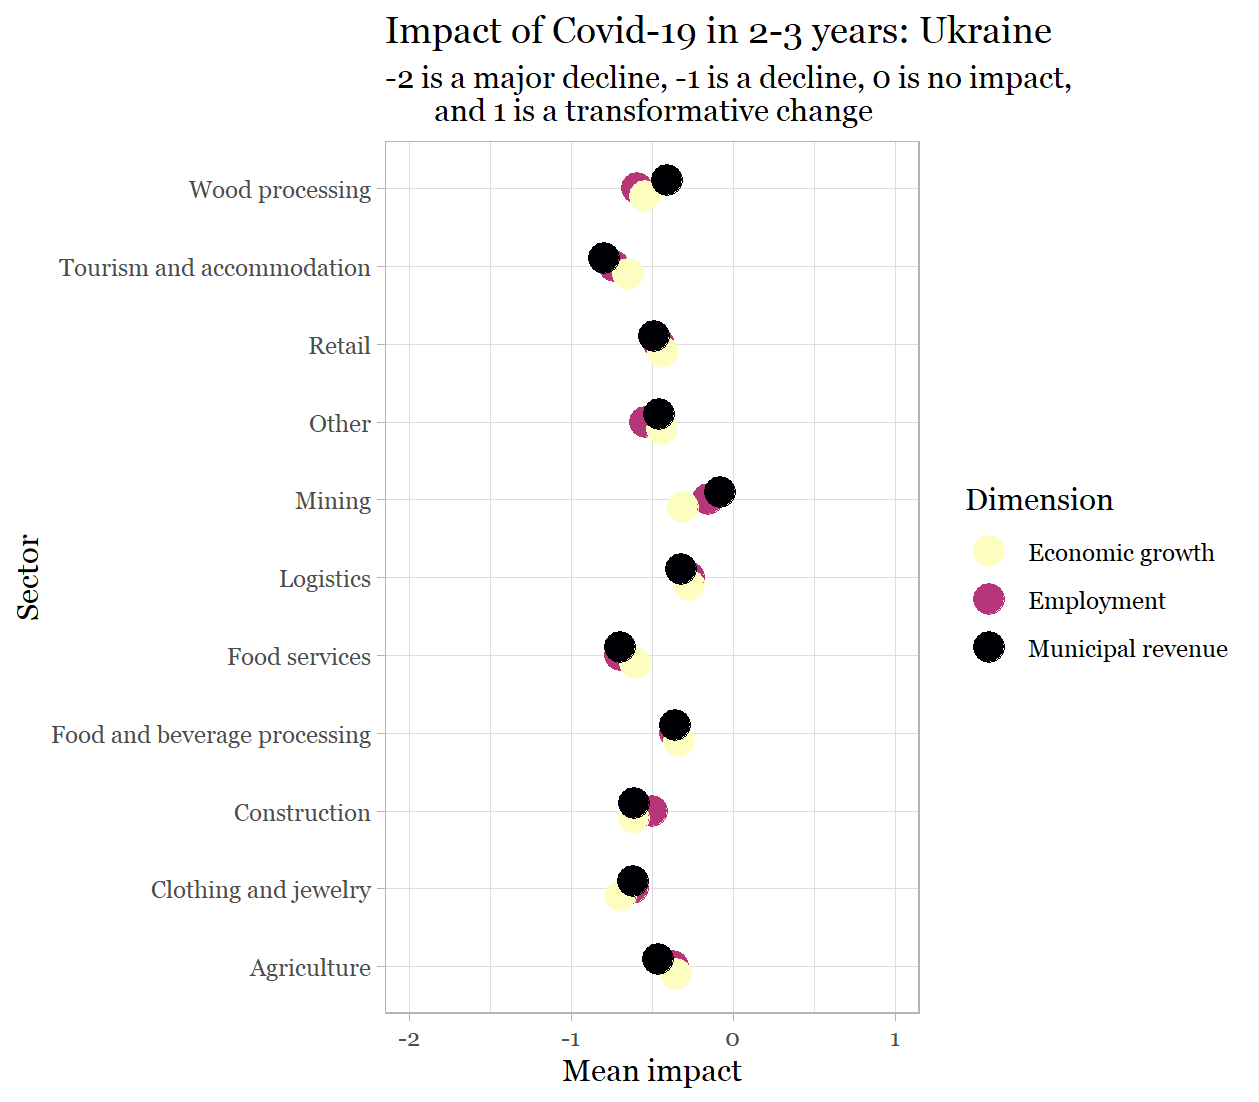 Impact of Covid-19 in 2-3 years: Ukraine
-2 is a major decline, -1 is a decline, 0 is no impact,
and 1 is a transformative change
Wood processing
Tourism and accommodation
Retail
Other
Mining
Logistics
Food services
Food and beverage processing
Construction
Clothing and jewelry
Agriculture
Sector
-2
-1
0
1
Mean impact
Dimension
Economic growth
Employment
Municipal revenue